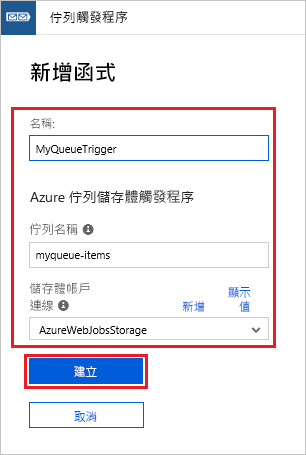 佇列觸發程序
新增函式
名稱:
MyQueueTrigger
Azure 佇列儲存體觸發程序
佇列名稱
myqueue-items
儲存體帳戶
連線
新增
顯示
值
AzureWebJobsStorage
建立
取消